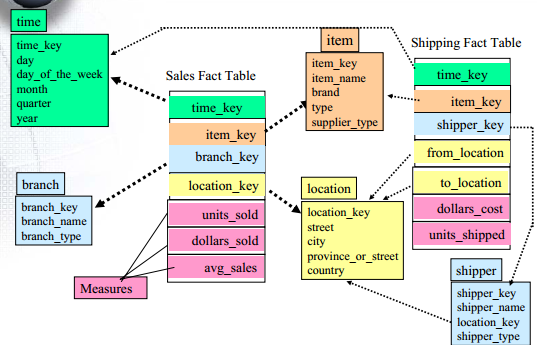 time
time_key
day
day_of_the_week
month
quarter
year
Sales Fact Table
time_key
item_key
branch_key
location_key
units_sold
dollars_sold
avg_sales
Measures
branch
branch_key
branch_name
branch_type
item
item_key
item_name
brand
type
supplier_type
location
location_key
street
city
province_or_street
country
Shipping Fact Table
time_key
item_key
shipper_key
from_location
to_location
dollars_cost
units_shipped
shipper
shipper_key
shipper_name
location_key
shipper_type